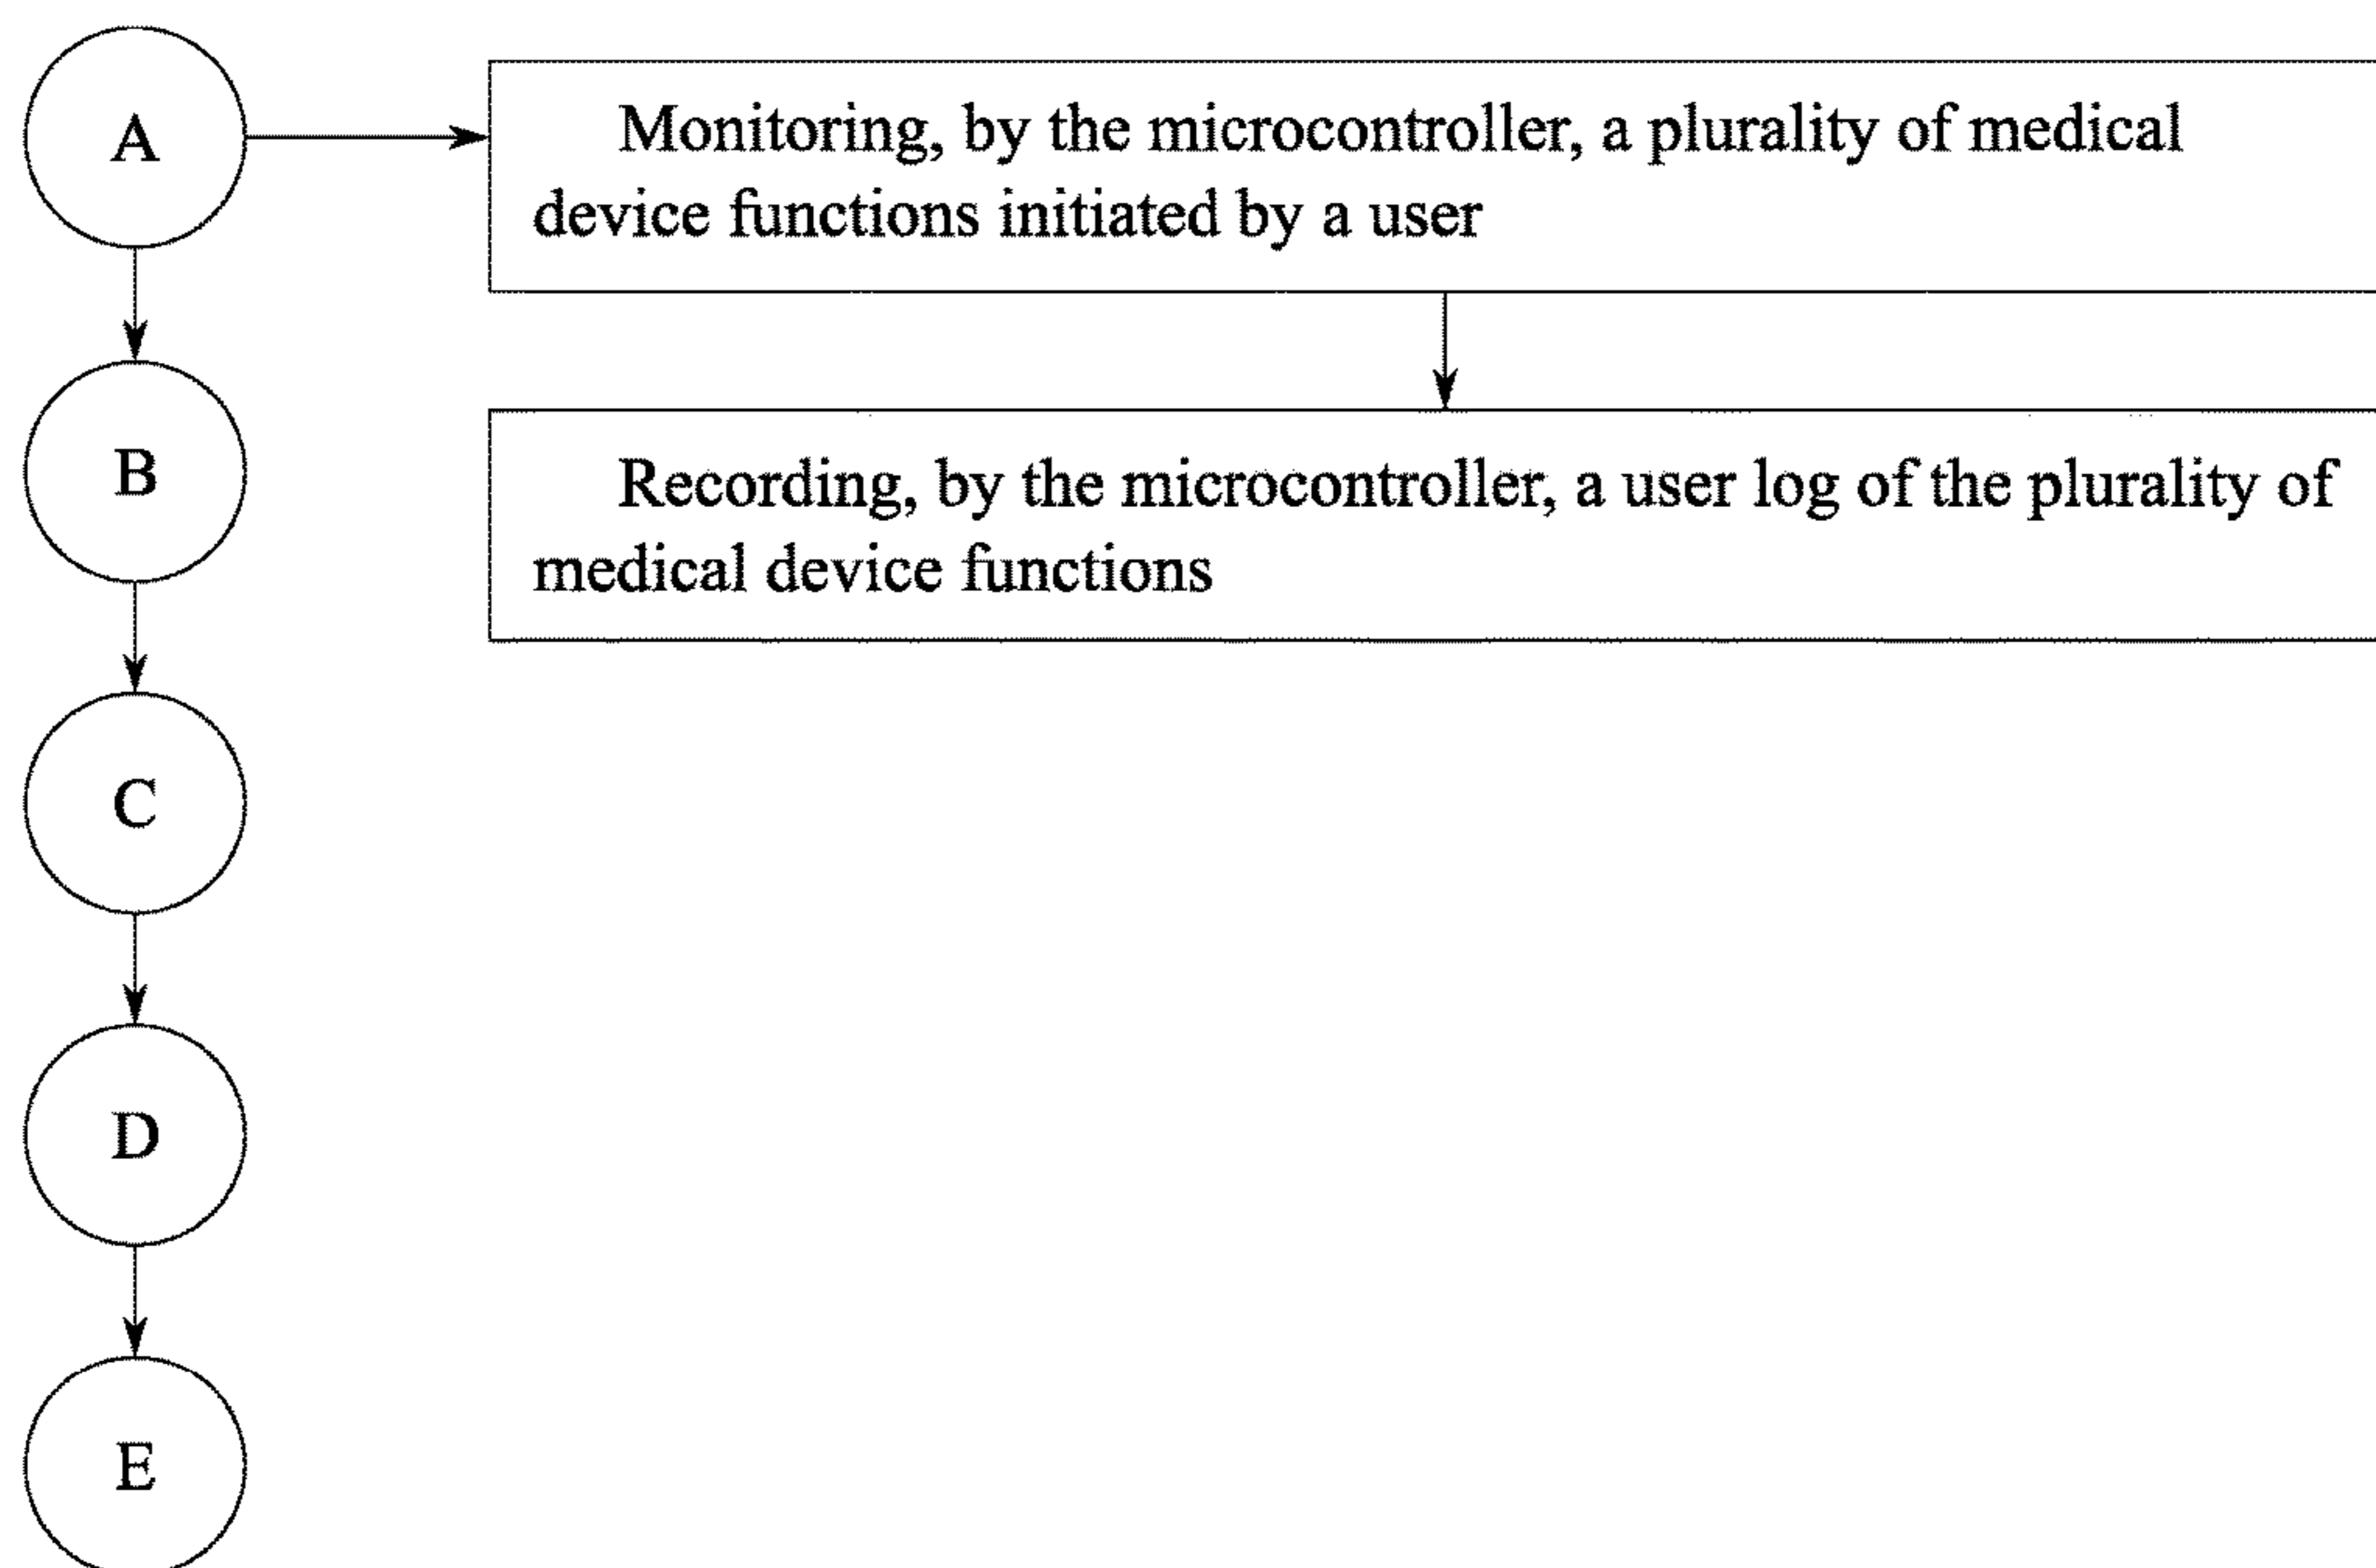 A
Monitoring, by the microcontroller, a plurality of medical
device functions initiated by a user
B
Recording, by the microcontroller, a user log of the plurality of
medical device functions
C
D
E